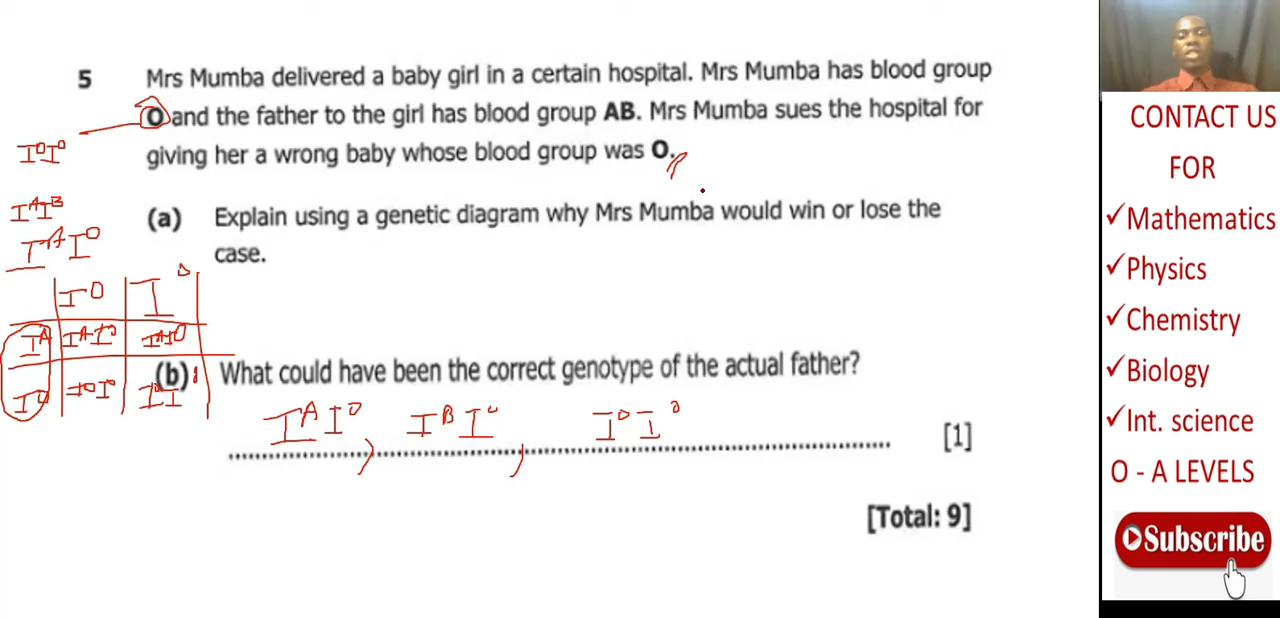 5 Mrs Mumba delivered a baby girl in a certain hospital. Mrs Mumba has blood group
O and the father to the girl has blood group AB. Mrs Mumba sues the hospital for
giving her a wrong baby whose blood group was O.
I^O I^O
I^A I^B
I^A I^O
(a) Explain using a genetic diagram why Mrs Mumba would win or lose the
case.
I^O I^O
I^A I^A I^O I^A I^O
I^O I^O I^O I^O I
(b) What could have been the correct genotype of the actual father?
I^A I^O, I^B I^O, I^O I^O
[1]
[Total: 9]
CONTACT US
FOR
✓Mathematics
✓Physics
✓Chemistry
✓Biology
✓Int. science
O - A LEVELS
Subscribe